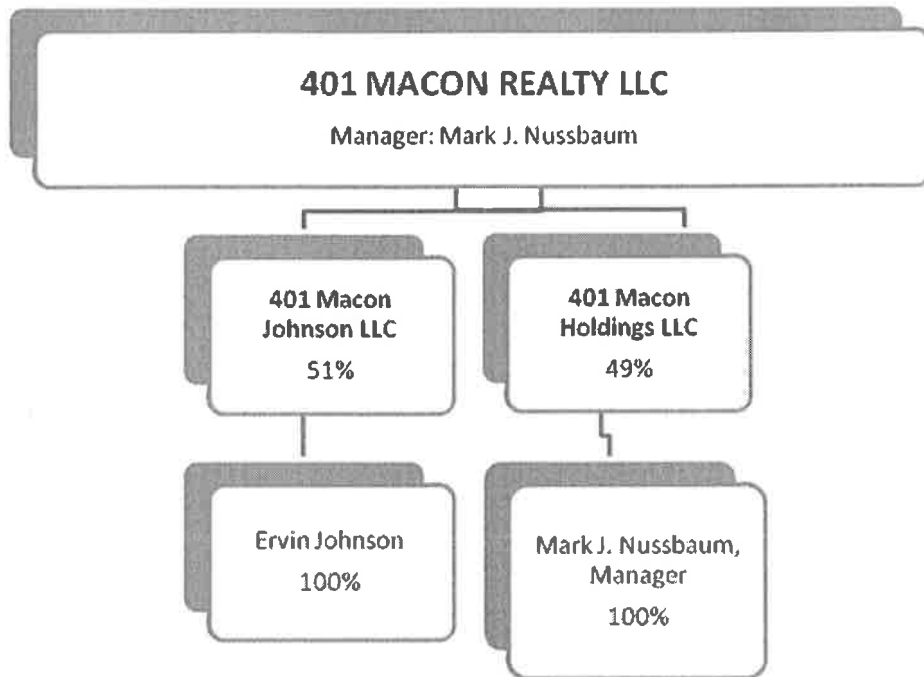 401 MACON REALTY LLC
Manager: Mark J. Nussbaum
401 Macon
Johnson LLC
51%
401 Macon
Holdings LLC
49%
Ervin Johnson
100%
Mark J. Nussbaum,
Manager
100%